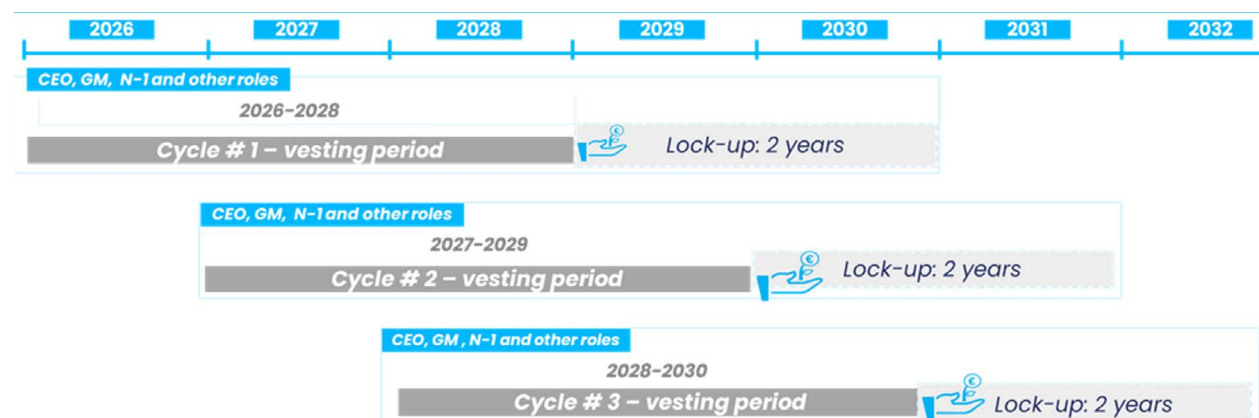 2026 2027 2028 2029 2030 2031 2032
CEO, GM, N-1 and other roles
2026-2028
Cycle # 1 – vesting period
€
Lock-up: 2 years
CEO, GM, N-1 and other roles
2027-2029
Cycle # 2 – vesting period
€
Lock-up: 2 years
CEO, GM , N-1 and other roles
2028-2030
Cycle # 3 – vesting period
€
Lock-up: 2 years